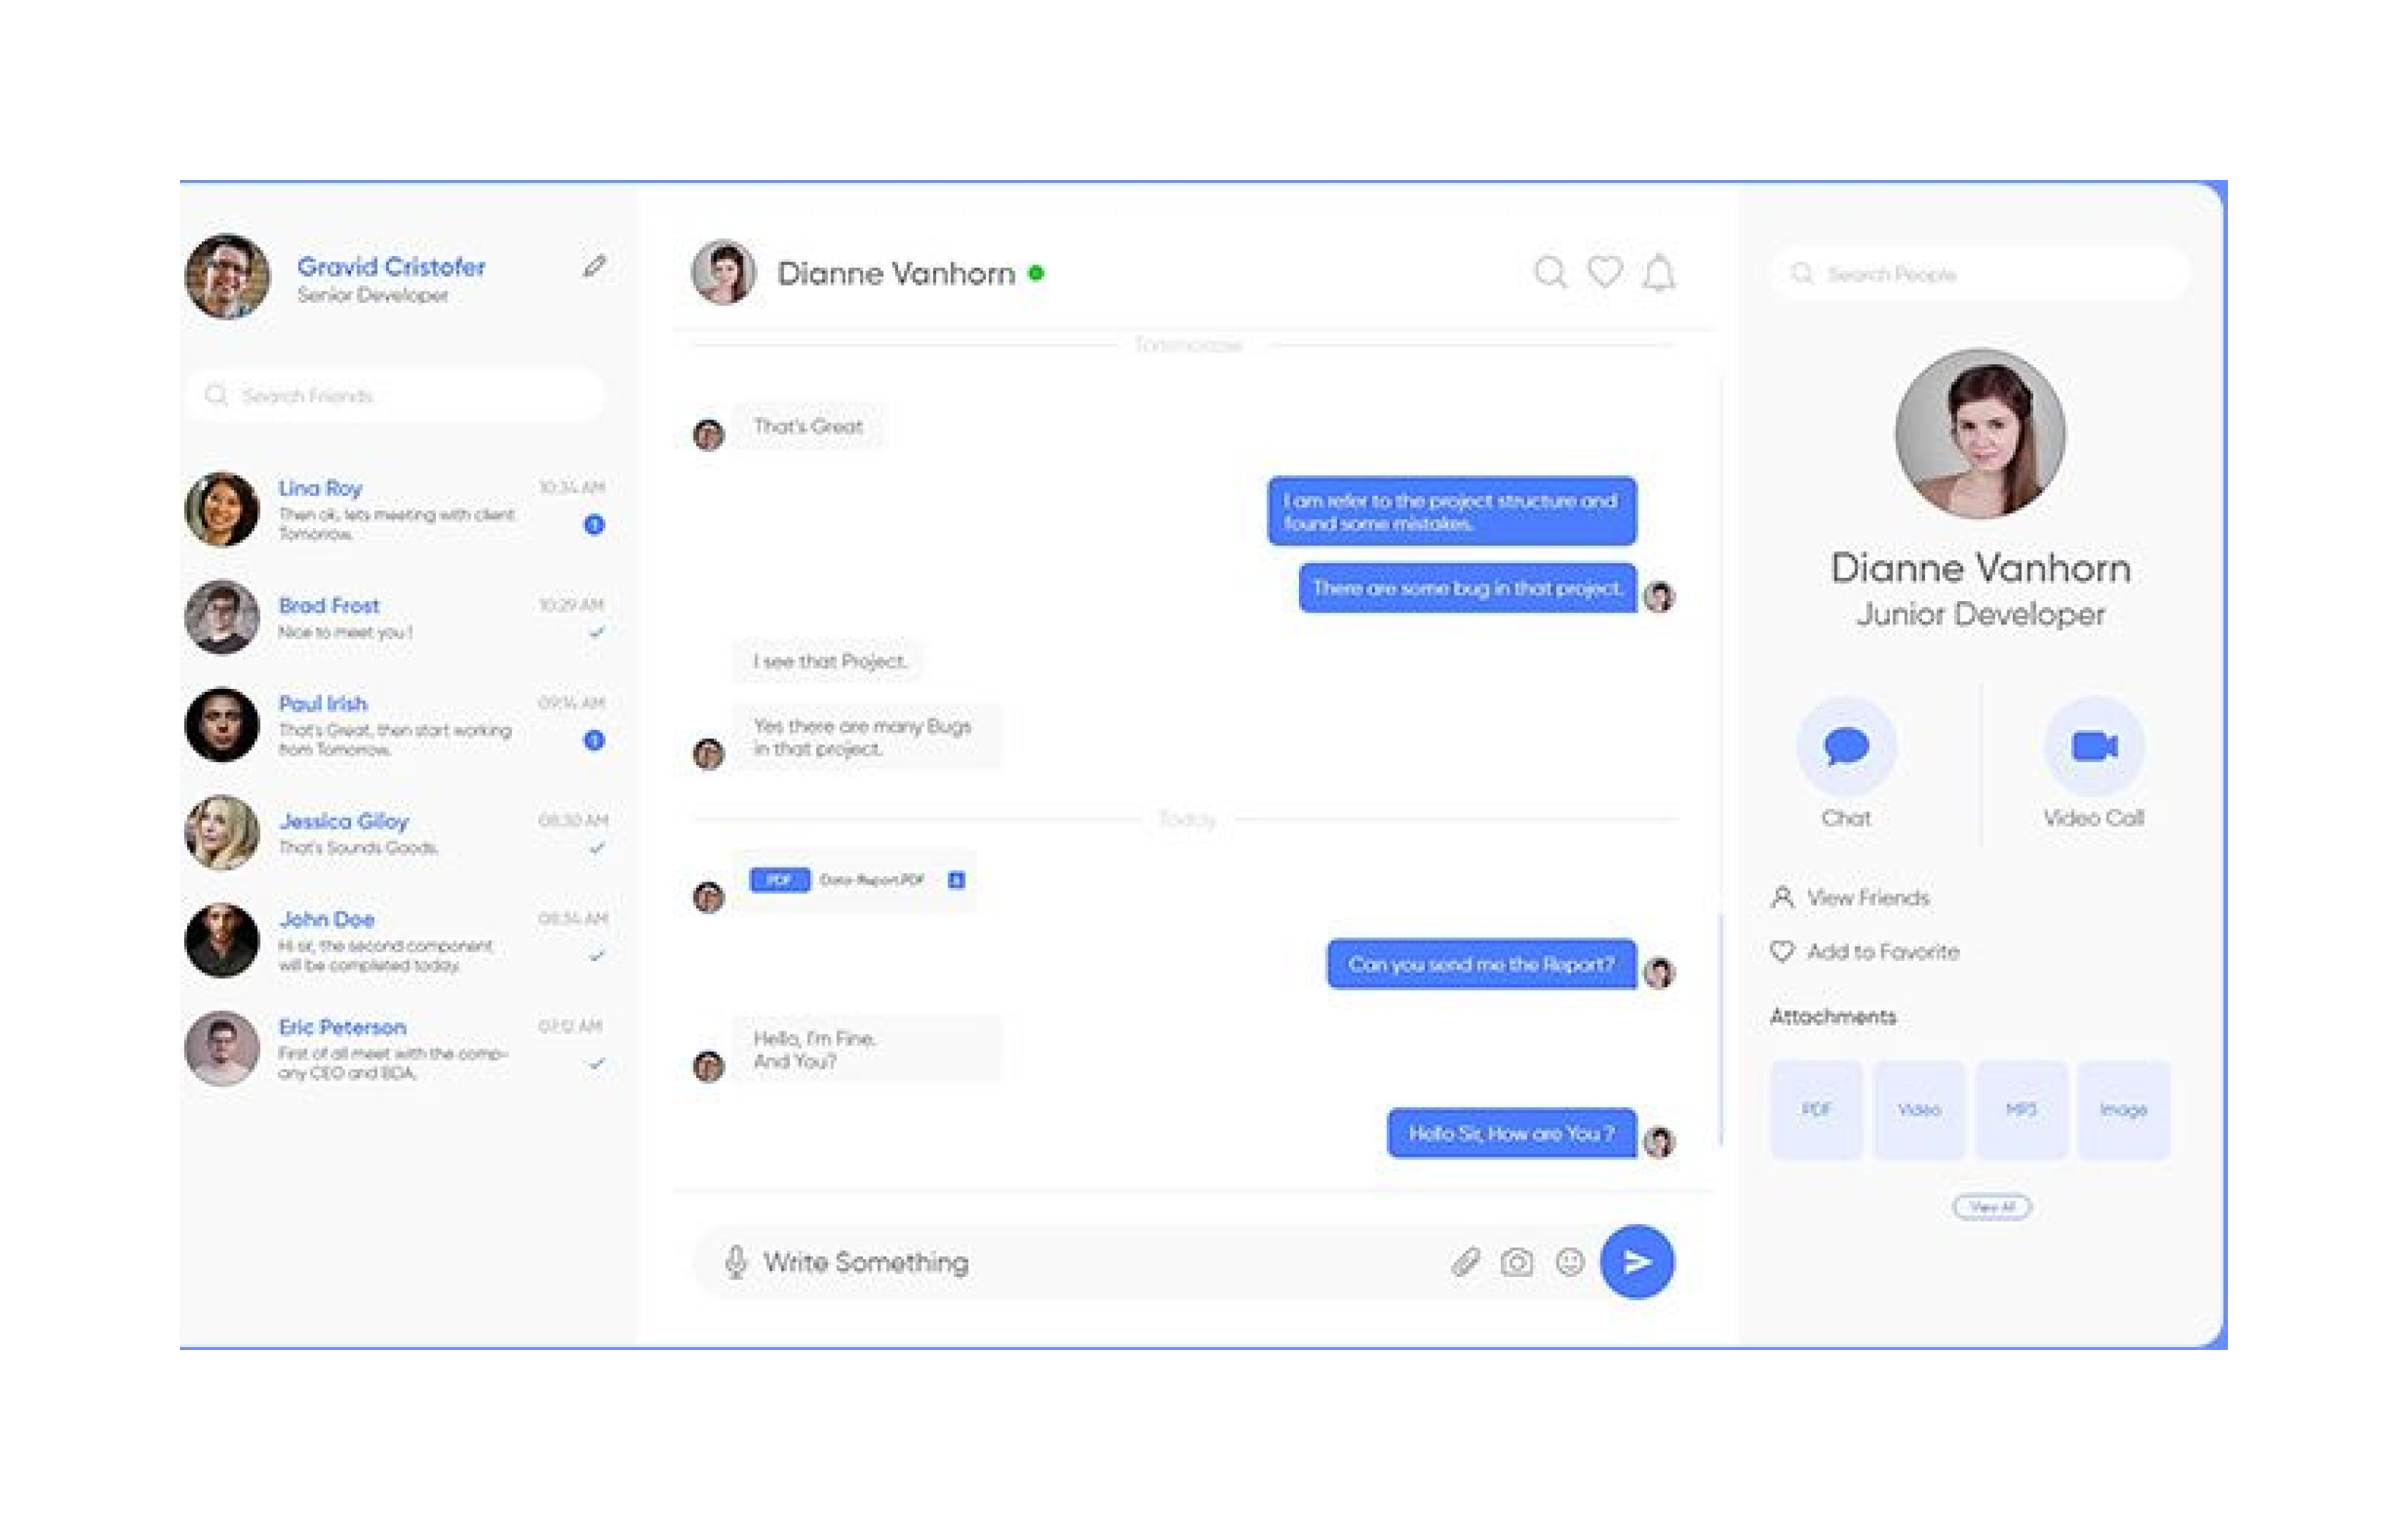 Gravid Cristofer
Senior Developer
Search Friends
Lina Roy
10:34 AM
Then ok, lets meeting with client
Tomorrow.
Brad Frost
10:29 AM
Nice to meet you !
Paul Irish
09:14 AM
That's Great, then start working
from Tomorrow.
Jessica Giloy
08:30 AM
That's Sounds Goods.
John Doe
08:34 AM
Hi sir, the second component
will be completed today.
Eric Peterson
07:12 AM
First of all meet with the comp-
any CEO and BDA.
Dianne Vanhorn
That's Great
I am refer to the project structure and
found some mistakes.
There are some bug in that project.
I see that Project.
Yes there are many Bugs
in that project.
Today
PDF
Data-Report.PDF
Can you send me the Report?
Hello, I'm Fine.
And You?
Hello Sir, How are You ?
Write Something
Search People
Dianne Vanhorn
Junior Developer
Chat
Video Call
View Friends
Add to Favorite
Attachments
PDF
Video
MP3
Image
View All